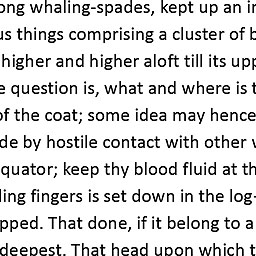 ong whaling-spades, kept up an
us things comprising a cluster of
higher and higher aloft till its
question is, what and where is
of the coat; some idea may hence
de by hostile contact with other
quator; keep thy blood fluid at
ling fingers is set down in the log-
pped. That done, if it belong to a
deepest. That head upon which